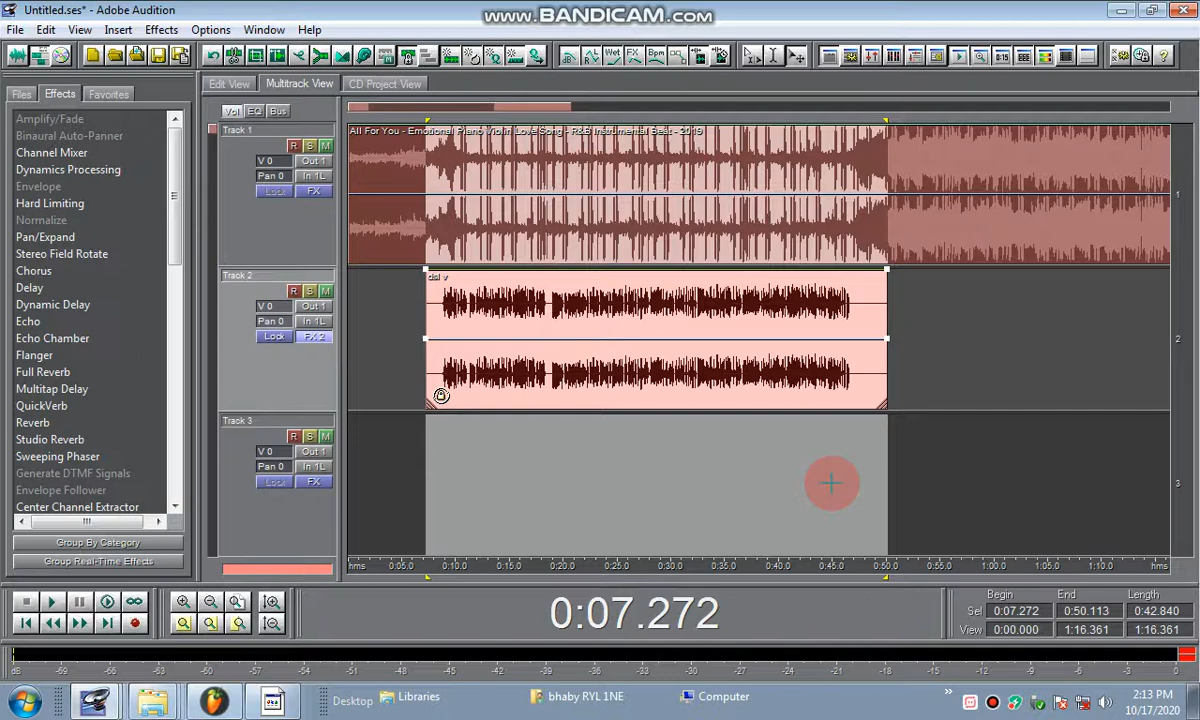 Untitled.ses* - Adobe Audition
WWW.BANDICAM.COM
File Edit View Insert Effects Options Window Help
Files Effects Favorites
Edit View Multitrack View CD Project View
Amplify/Fade
Binaural Auto-Panner
Channel Mixer
Dynamics Processing
Envelope
Hard Limiting
Normalize
Pan/Expand
Stereo Field Rotate
Chorus
Delay
Dynamic Delay
Echo
Echo Chamber
Flanger
Full Reverb
Multitap Delay
QuickVerb
Reverb
Studio Reverb
Sweeping Phaser
Generate DTMF Signals
Envelope Follower
Center Channel Extractor
Group By Category
Group Real-Time Effects
Vol EQ Bus
Track 1
R S M
V 0 Out 1
Pan 0 In 1L
Lock FX
All For You - Emotional Piano Violin Love Song - R&B Instrumental Beat - 2019
1
Track 2
R S M
V 0 Out 1
Pan 0 In 1L
Lock FX 2
2
Track 3
R S M
V 0 Out 1
Pan 0 In 1L
Lock FX
3
hms 0:05.0 0:10.0 0:15.0 0:20.0 0:25.0 0:30.0 0:35.0 0:40.0 0:45.0 0:50.0 0:55.0 1:00.0 1:05.0 1:10.0 hms
0:07.272
Begin End Length
Sel 0:07.272 0:50.113 0:42.840
View 0:00.000 1:16.361 1:16.361
dB -69 -66 -63 -60 -57 -54 -51 -48 -45 -42 -39 -36 -33 -30 -27 -24 -21 -18 -15 -12 -9 -6 -3 0
Desktop Libraries bhaby RYL 1NE Computer
2:13 PM
10/17/2020